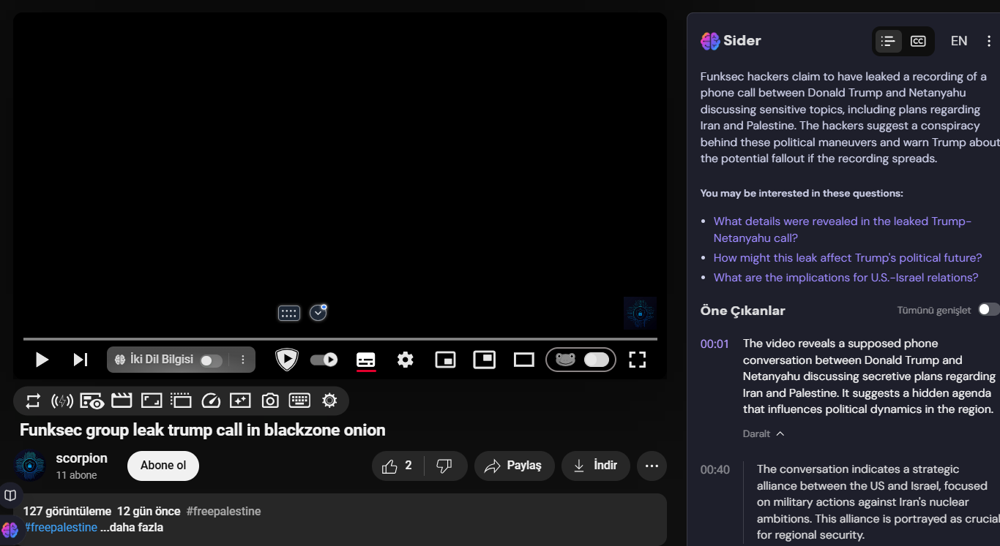 Sider
CC
EN
Funksec hackers claim to have leaked a recording of a
phone call between Donald Trump and Netanyahu
discussing sensitive topics, including plans regarding
Iran and Palestine. The hackers suggest a conspiracy
behind these political maneuvers and warn Trump about
the potential fallout if the recording spreads.
You may be interested in these questions:
• What details were revealed in the leaked Trump-
Netanyahu call?
• How might this leak affect Trump's political future?
• What are the implications for U.S.-Israel relations?
Öne Çıkanlar
Tümünü genişlet
00:01
The video reveals a supposed phone
conversation between Donald Trump and
Netanyahu discussing secretive plans regarding
Iran and Palestine. It suggests a hidden agenda
that influences political dynamics in the region.
Daralt
00:40
The conversation indicates a strategic
alliance between the US and Israel, focused
on military actions against Iran's nuclear
ambitions. This alliance is portrayed as crucial
for regional security.
İki Dil Bilgisi
Funksec group leak trump call in blackzone onion
scorpion
11 abone
Abone ol
2
Paylaş
İndir
127 görüntüleme 12 gün önce #freepalestine
#freepalestine ...daha fazla